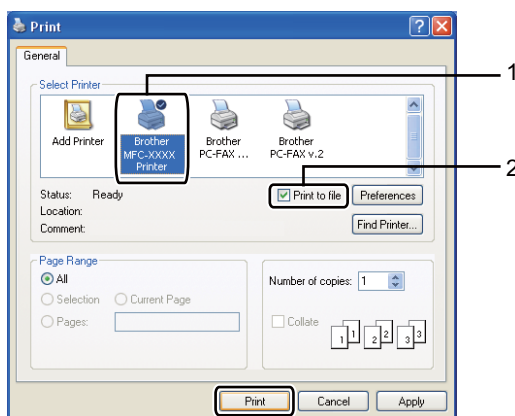 Print
General
Select Printer
1
Add Printer
Brother
MFC-XXXX
Printer
Brother
PC-FAX ...
Brother
PC-FAX v.2
2
Status: Ready
Print to file
Preferences
Location:
Comment:
Find Printer...
Page Range
All
Selection
Current Page
Pages:
Number of copies: 1
Collate
1 1 2 2 3 3
Print
Cancel
Apply